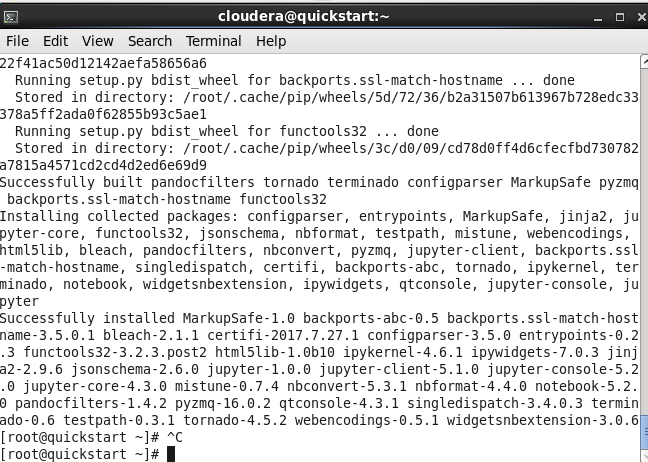 cloudera@quickstart:~
File Edit View Search Terminal Help
22f41ac50d12142aefa58656a6
  Running setup.py bdist_wheel for backports.ssl-match-hostname ... done
  Stored in directory: /root/.cache/pip/wheels/5d/72/36/b2a31507b613967b728edc33
378a5ff2ada0f62855b93c5ae1
  Running setup.py bdist_wheel for functools32 ... done
  Stored in directory: /root/.cache/pip/wheels/3c/d0/09/cd78d0ff4d6cfecfbd730782
a7815a4571cd2cd4d2ed6e69d9
Successfully built pandocfilters tornado terminado configparser MarkupSafe pyzmq
 backports.ssl-match-hostname functools32
Installing collected packages: configparser, entrypoints, MarkupSafe, jinja2, ju
pyter-core, functools32, jsonschema, nbformat, testpath, mistune, webencodings,
html5lib, bleach, pandocfilters, nbconvert, pyzmq, jupyter-client, backports.ssl
-match-hostname, singledispatch, certifi, backports-abc, tornado, ipykernel, ter
minado, notebook, widgetsnbextension, ipywidgets, qtconsole, jupyter-console, ju
pyter
Successfully installed MarkupSafe-1.0 backports-abc-0.5 backports.ssl-match-host
name-3.5.0.1 bleach-2.1.1 certifi-2017.7.27.1 configparser-3.5.0 entrypoints-0.2
.3 functools32-3.2.3.post2 html5lib-1.0b10 ipykernel-4.6.1 ipywidgets-7.0.3 jinj
a2-2.9.6 jsonschema-2.6.0 jupyter-1.0.0 jupyter-client-5.1.0 jupyter-console-5.2
.0 jupyter-core-4.3.0 mistune-0.7.4 nbconvert-5.3.1 nbformat-4.4.0 notebook-5.2.
0 pandocfilters-1.4.2 pyzmq-16.0.2 qtconsole-4.3.1 singledispatch-3.4.0.3 termin
ado-0.6 testpath-0.3.1 tornado-4.5.2 webencodings-0.5.1 widgetsnbextension-3.0.6
[root@quickstart ~]# ^C
[root@quickstart ~]#